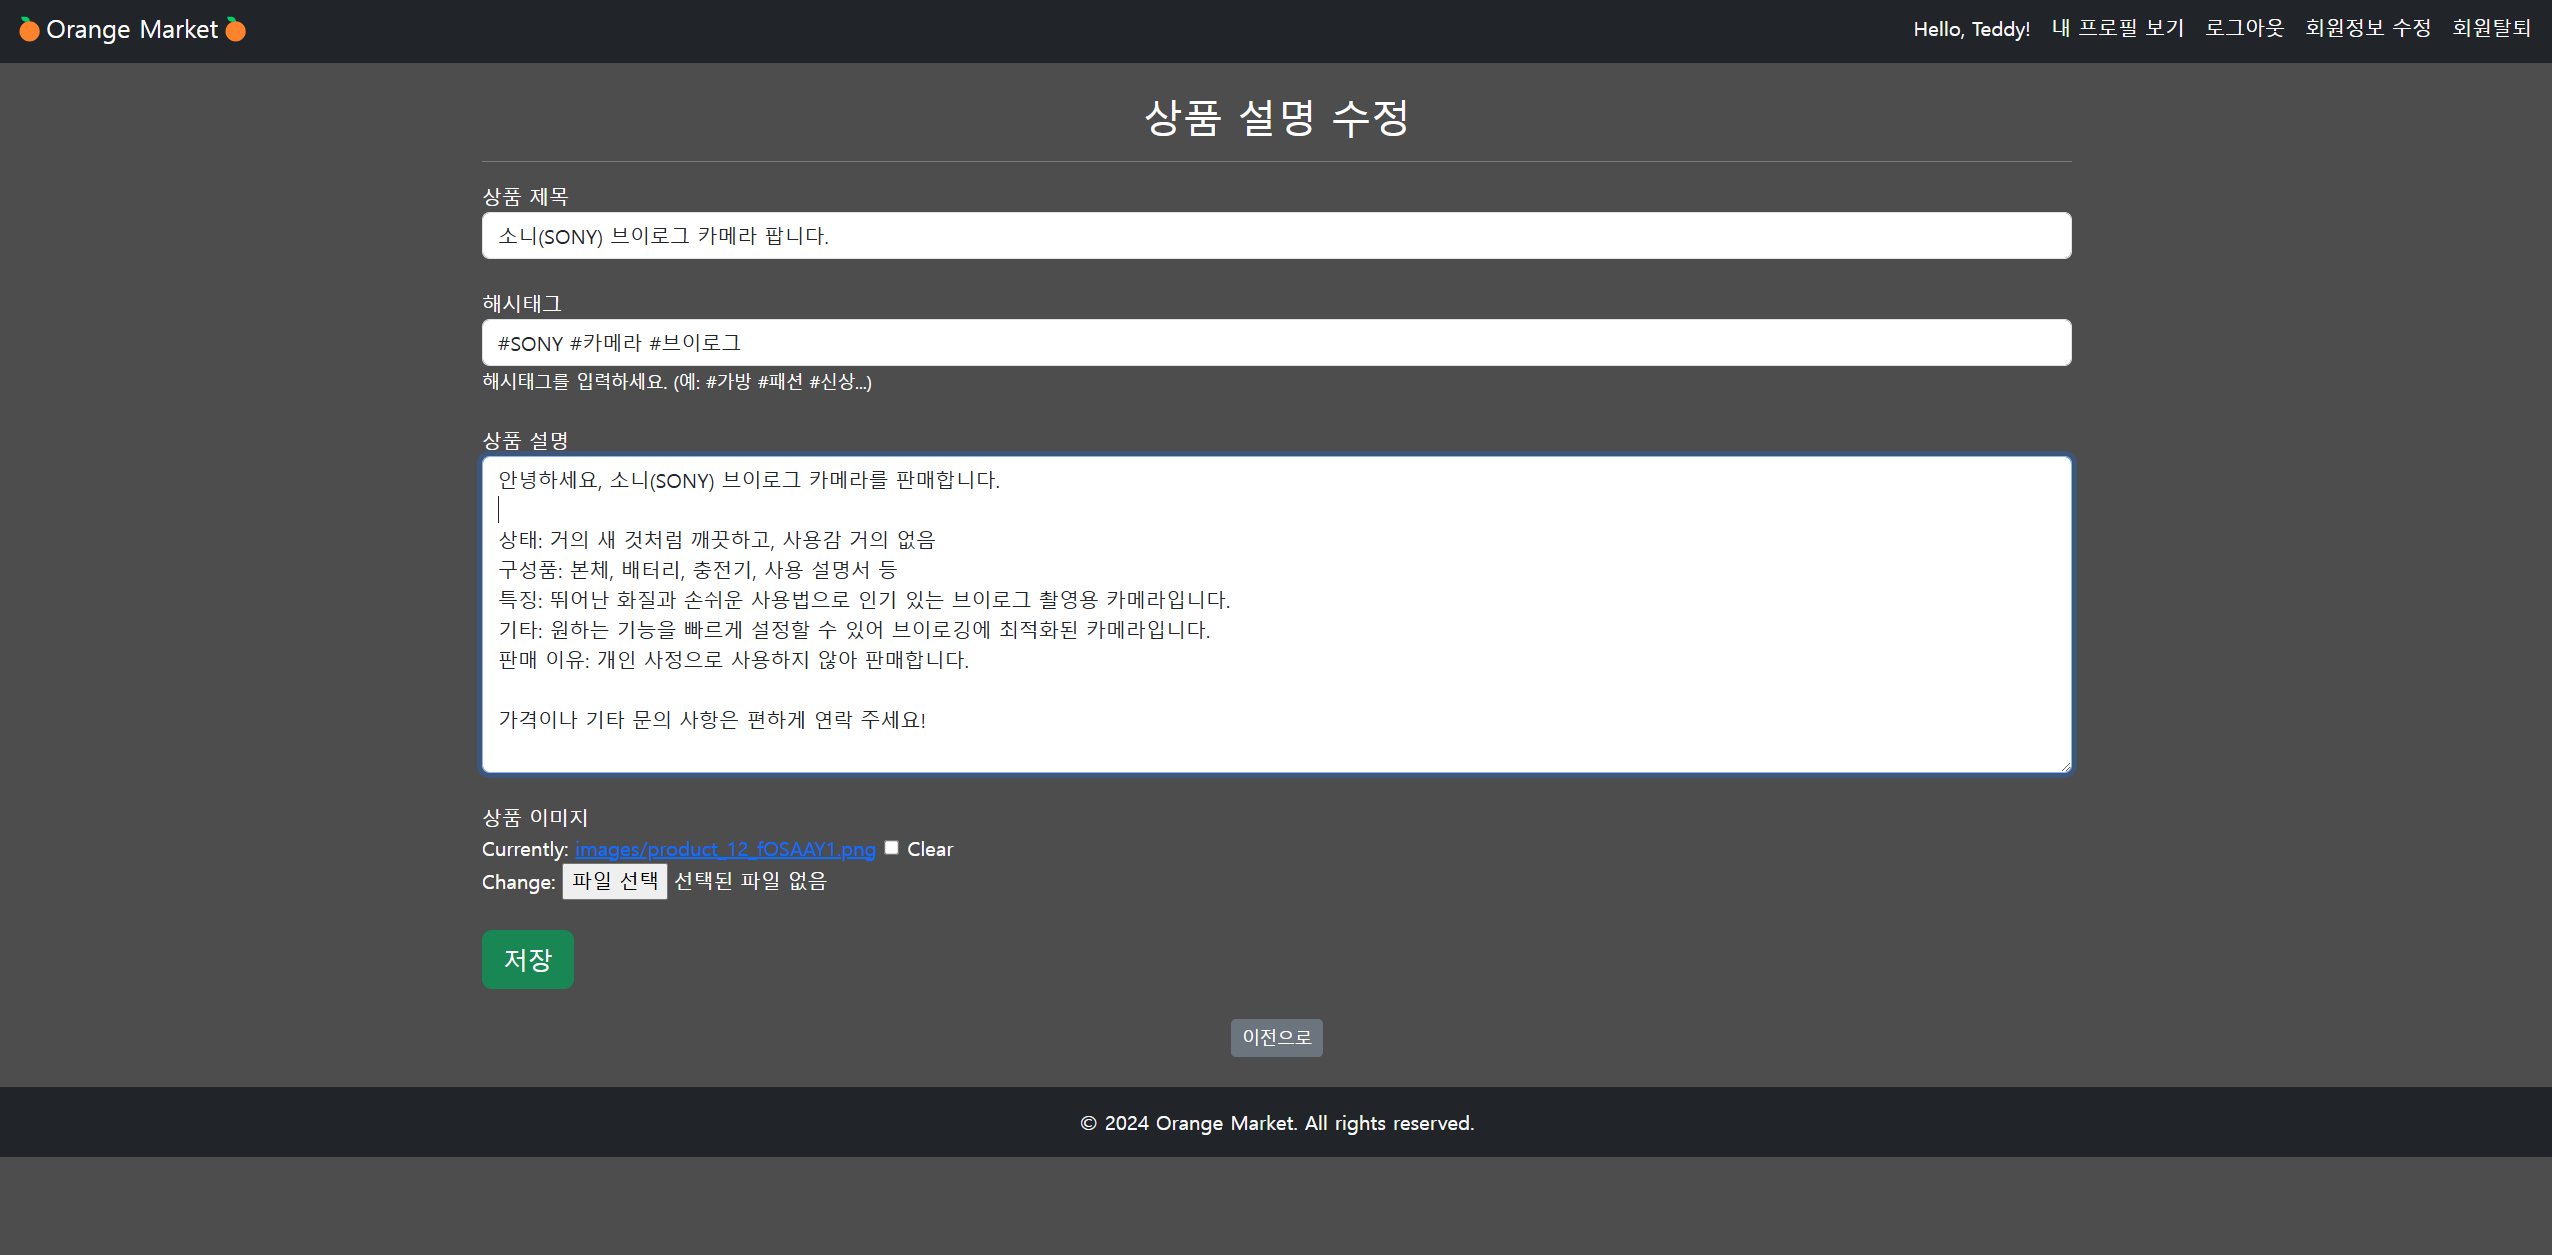 Orange Market
Hello, Teddy! 내 프로필 보기 로그아웃 회원정보 수정 회원탈퇴
상품 설명 수정
상품 제목
소니(SONY) 브이로그 카메라 팝니다.
해시태그
#SONY #카메라 #브이로그
해시태그를 입력하세요. (예: #가방 #패션 #신상...)
상품 설명
안녕하세요, 소니(SONY) 브이로그 카메라를 판매합니다.
상태: 거의 새 것처럼 깨끗하고, 사용감 거의 없음
구성품: 본체, 배터리, 충전기, 사용 설명서 등
특징: 뛰어난 화질과 손쉬운 사용법으로 인기 있는 브이로그 촬영용 카메라입니다.
기타: 원하는 기능을 빠르게 설정할 수 있어 브이로깅에 최적화된 카메라입니다.
판매 이유: 개인 사정으로 사용하지 않아 판매합니다.
가격이나 기타 문의 사항은 편하게 연락 주세요!
상품 이미지
Currently: images/product_12_fOSAAY1.png Clear
Change: 파일 선택 선택된 파일 없음
저장
이전으로
© 2024 Orange Market. All rights reserved.